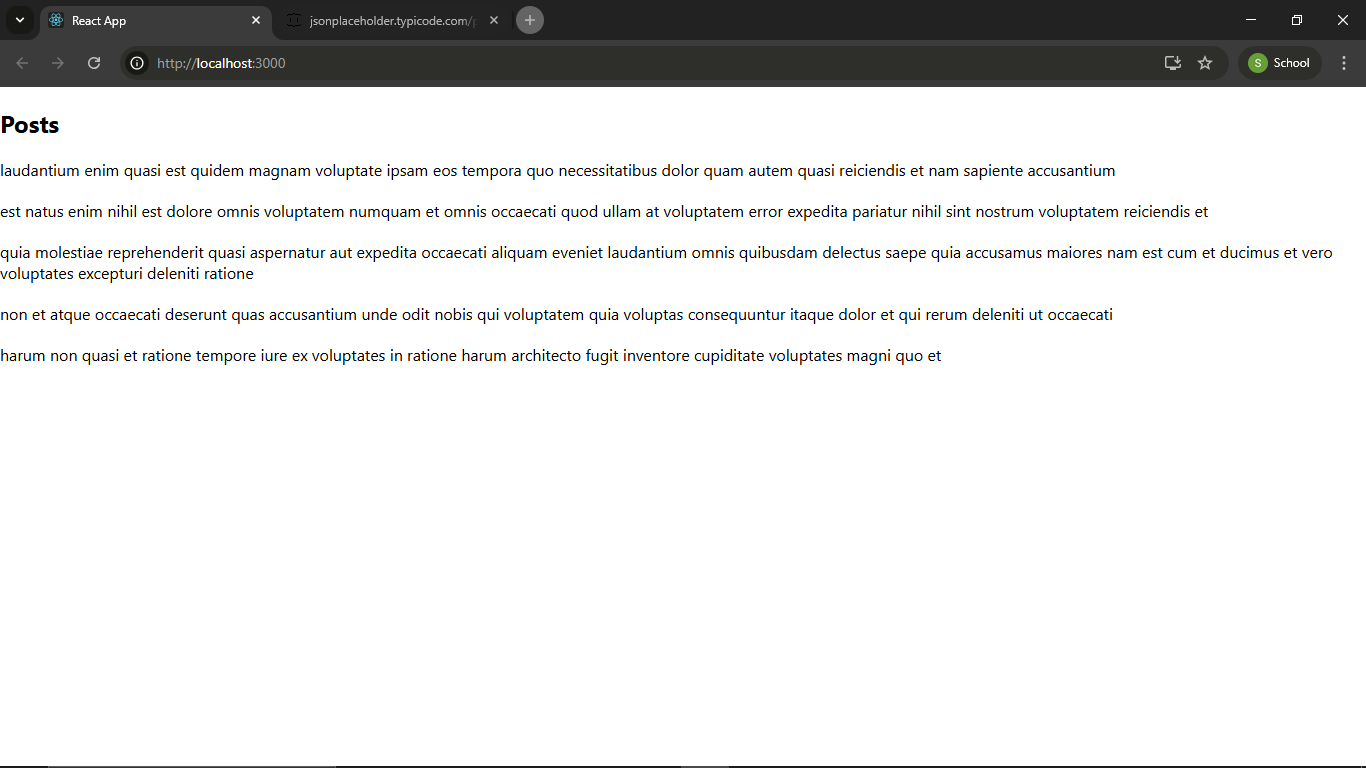 React App
jsonplaceholder.typicode.com/
http://localhost:3000
S
School
Posts
laudantium enim quasi est quidem magnam voluptate ipsam eos tempora quo necessitatibus dolor quam autem quasi reiciendis et nam sapiente accusantium
est natus enim nihil est dolore omnis voluptatem numquam et omnis occaecati quod ullam at voluptatem error expedita pariatur nihil sint nostrum voluptatem reiciendis et
quia molestiae reprehenderit quasi aspernatur aut expedita occaecati aliquam eveniet laudantium omnis quibusdam delectus saepe quia accusamus maiores nam est cum et ducimus et vero
voluptates excepturi deleniti ratione
non et atque occaecati deserunt quas accusantium unde odit nobis qui voluptatem quia voluptas consequuntur itaque dolor et qui rerum deleniti ut occaecati
harum non quasi et ratione tempore iure ex voluptates in ratione harum architecto fugit inventore cupiditate voluptates magni quo et